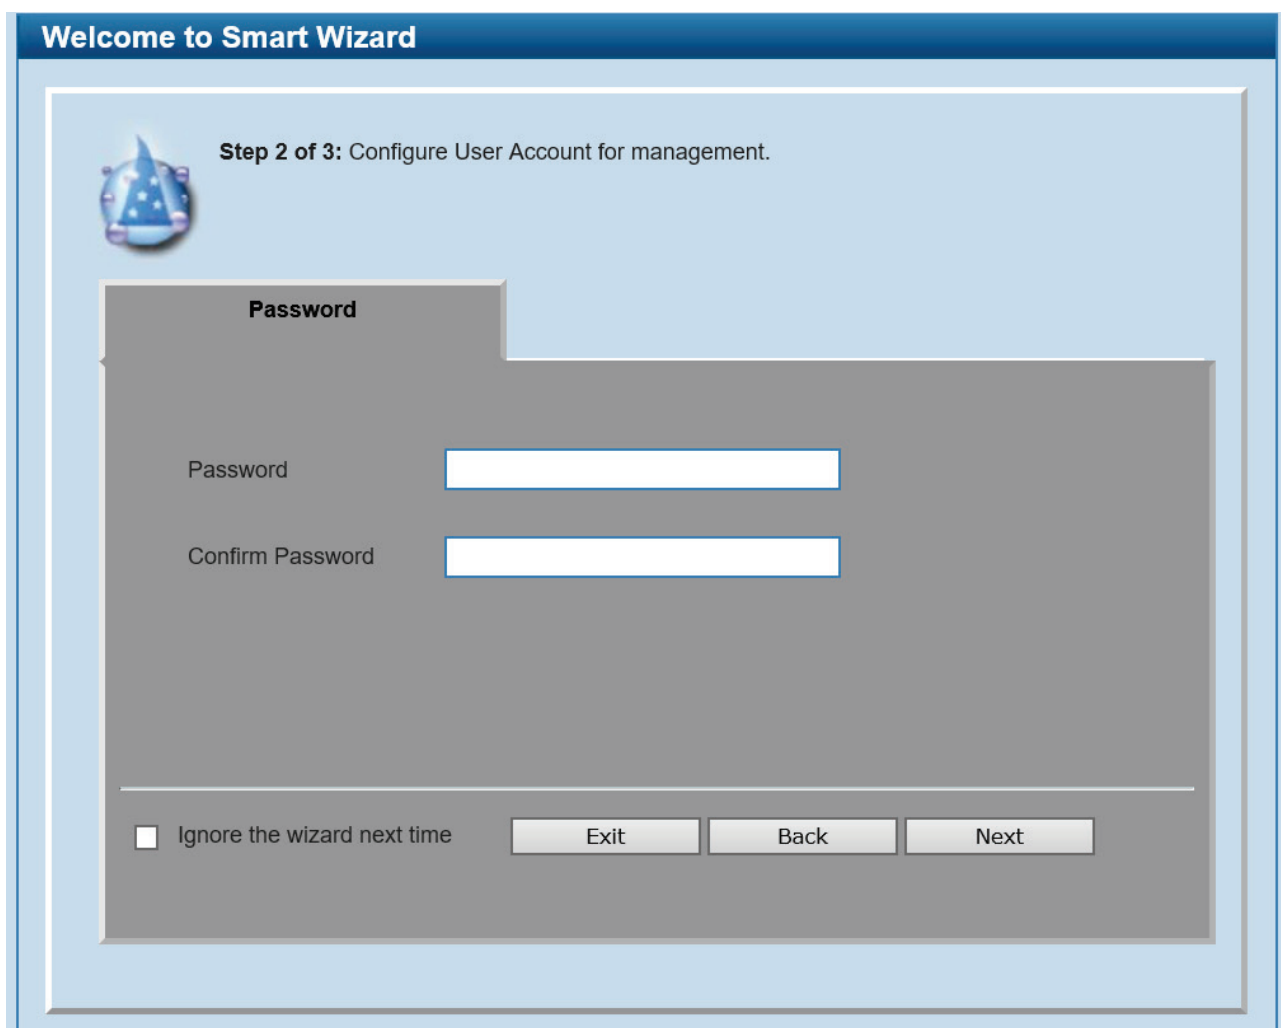 Welcome to Smart Wizard
Step 2 of 3: Configure User Account for management.
Password
Password
Confirm Password
Ignore the wizard next time
Exit
Back
Next